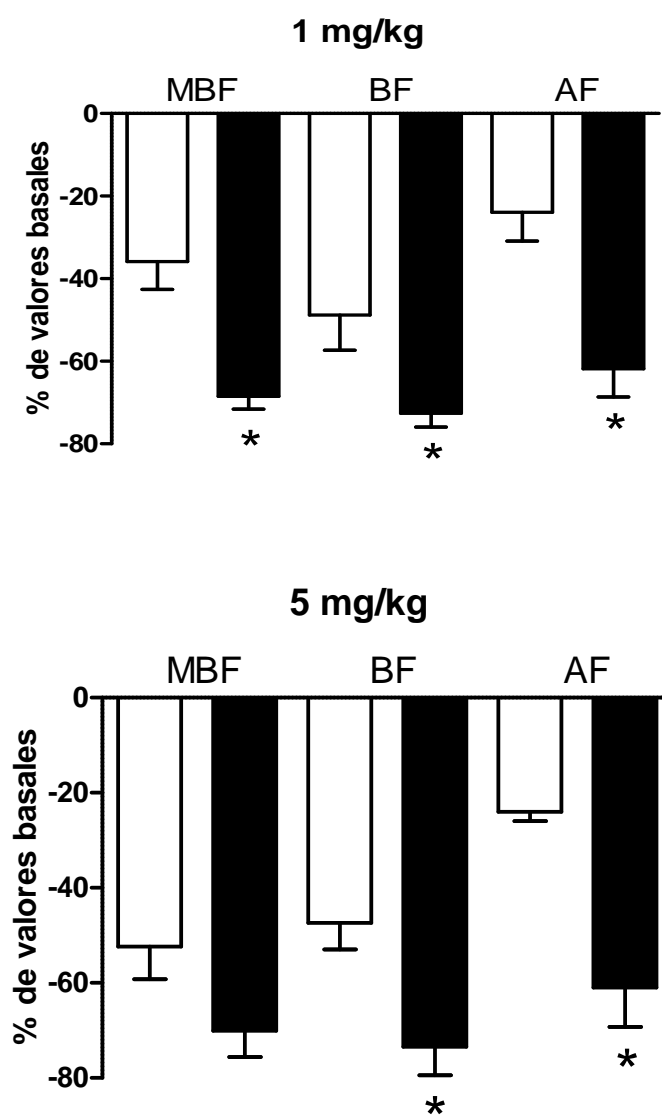 1 mg/kg
MBF BF AF
0
-20
-40
-60
-80
% de valores basales
* * *
5 mg/kg
MBF BF AF
0
-20
-40
-60
-80
% de valores basales
* *